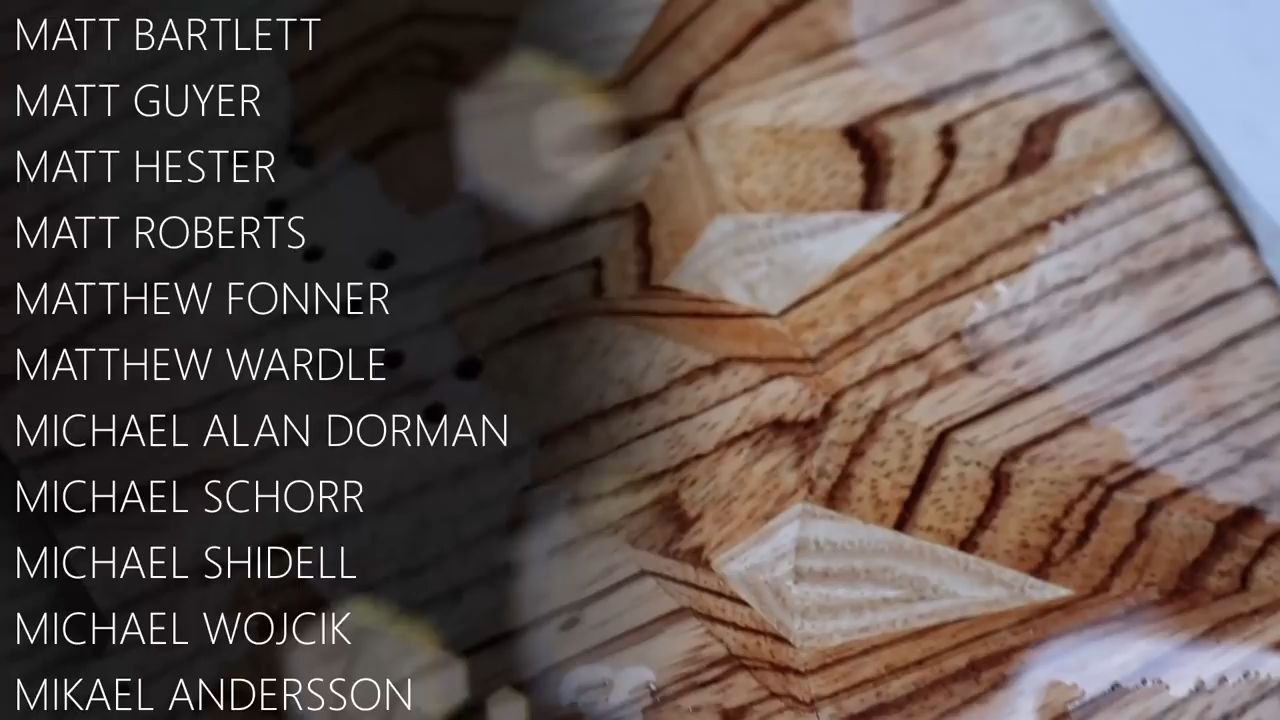 MATT BARTLETT
MATT GUYER
MATT HESTER
MATT ROBERTS
MATTHEW FONNER
MATTHEW WARDLE
MICHAEL ALAN DORMAN
MICHAEL SCHORR
MICHAEL SHIDELL
MICHAEL WOJCIK
MIKAEL ANDERSSON